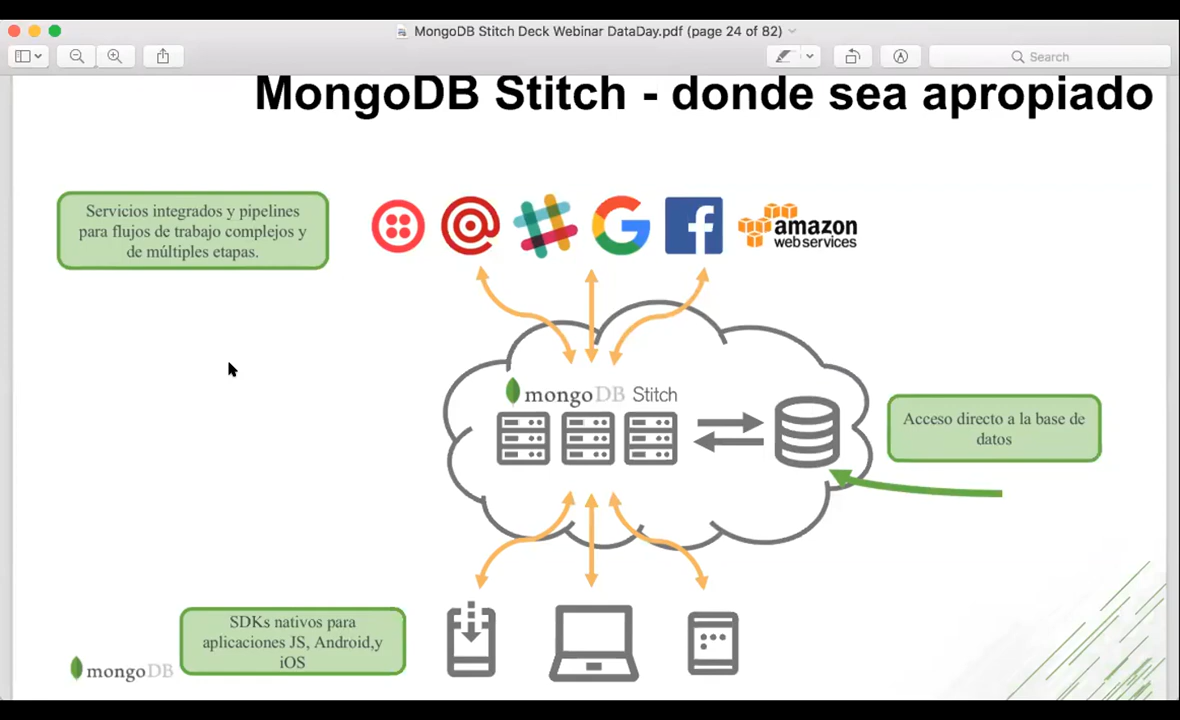 MongoDB Stitch Deck Webinar DataDay.pdf (page 24 of 82)
Search
MongoDB Stitch - donde sea apropiado
Servicios integrados y pipelines
para flujos de trabajo complejos y
de múltiples etapas.
amazon
web services
mongoDB Stitch
Acceso directo a la base de
datos
SDKs nativos para
aplicaciones JS, Android,y
iOS
mongoDB